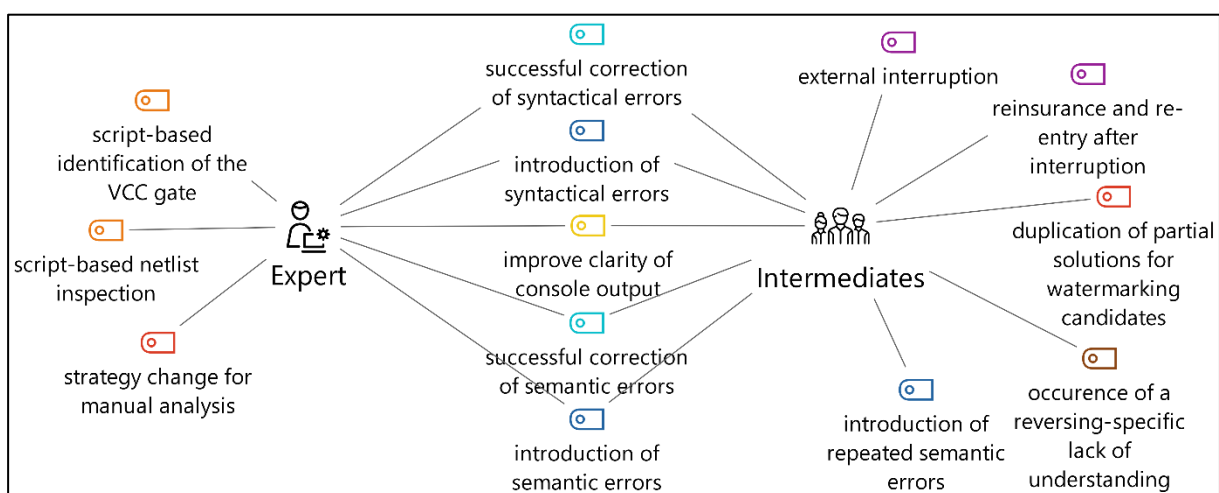 script-based
identification of the
VCC gate
script-based netlist
inspection
strategy change for
manual analysis
Expert
successful correction
of syntactical errors
introduction of
syntactical errors
improve clarity of
console output
successful correction
of semantic errors
introduction of
semantic errors
Intermediates
external interruption
reinsurance and re-
entry after
interruption
duplication of partial
solutions for
watermarking
candidates
occurence of a
reversing-specific
lack of
understanding
introduction of
repeated semantic
errors